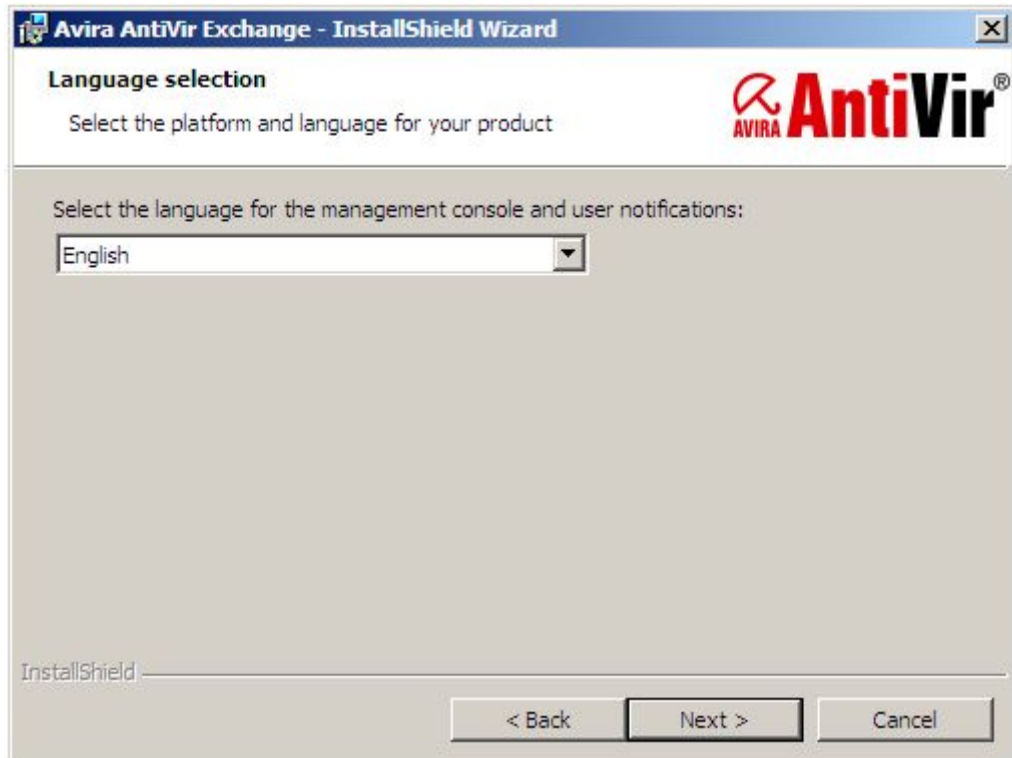 Avira AntiVir Exchange - InstallShield Wizard
Language selection
Select the platform and language for your product
AVIRA AntiVir®
Select the language for the management console and user notifications:
English
InstallShield
< Back Next > Cancel